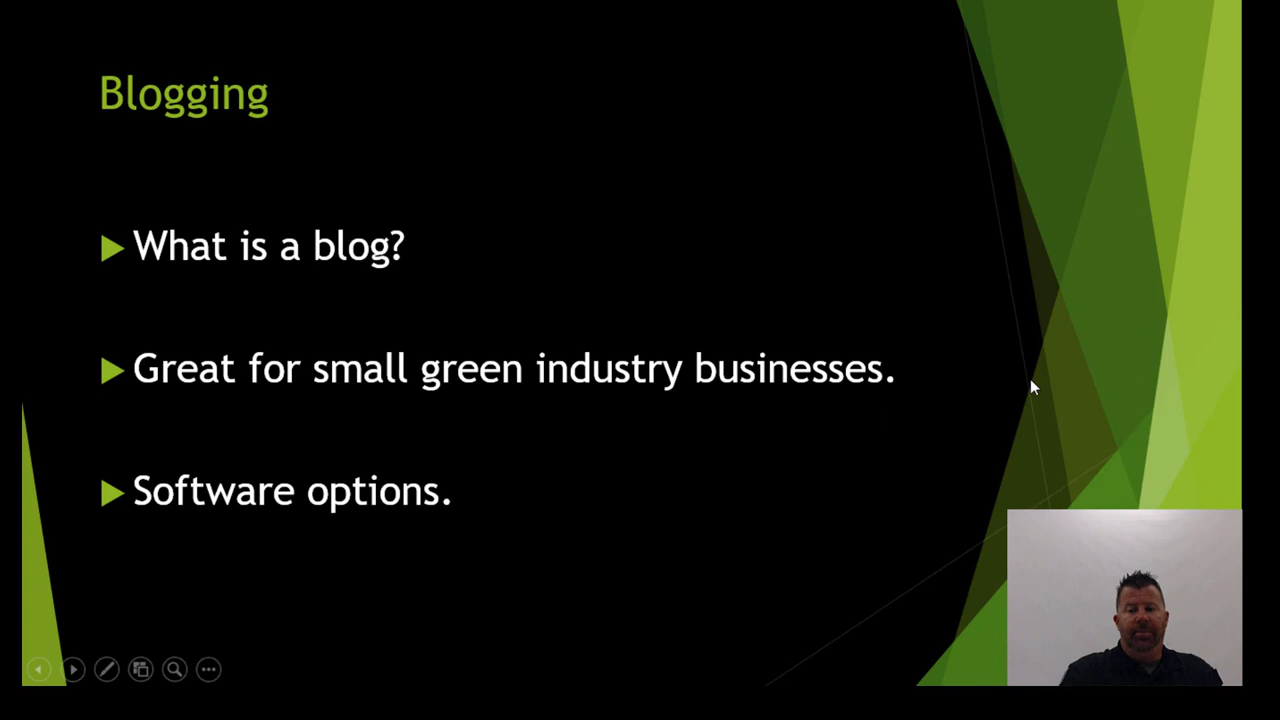 Blogging
What is a blog?
Great for small green industry businesses.
Software options.